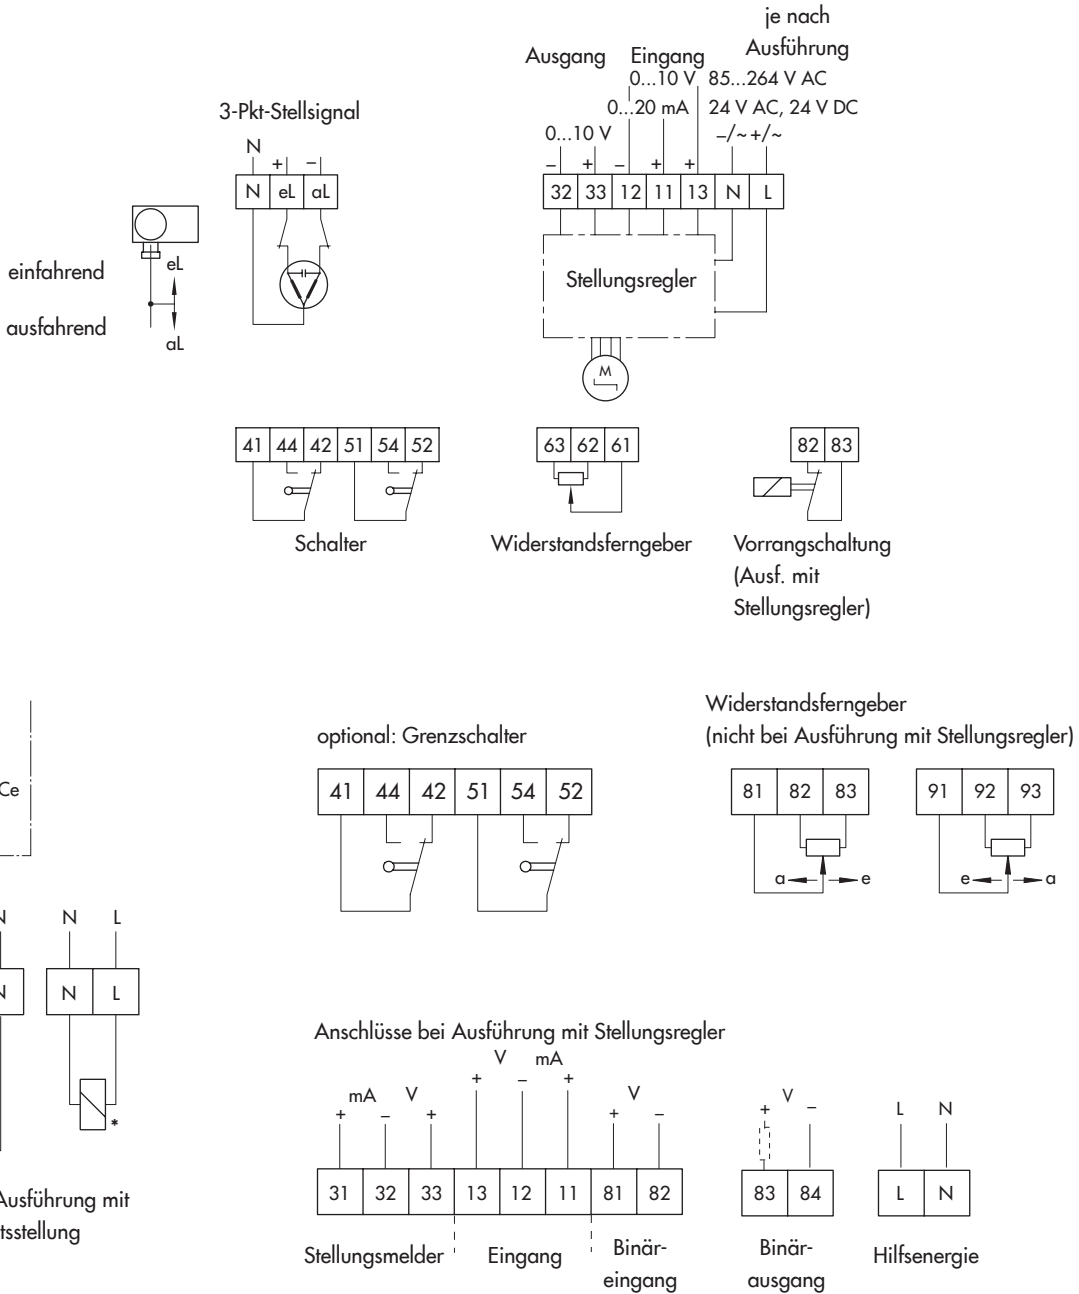 je nach
Ausführung
Ausgang Eingang
0...10 V 85...264 V AC
0...20 mA 24 V AC, 24 V DC
0...10 V –/~ +/~
– + – + +
32 33 12 11 13 N L
Stellungsregler
M
3-Pkt-Stellsignal
N
+ –
N eL aL
einfahrend
eL
ausfahrend
aL
41 44 42 51 54 52
Schalter
63 62 61
Widerstandsferngeber
82 83
Vorrangschaltung
(Ausf. mit
Stellungsregler)
Ce
optional: Grenzschalter
41 44 42 51 54 52
Widerstandsferngeber
(nicht bei Ausführung mit Stellungsregler)
81 82 83
a e
91 92 93
e a
N N L
N N L
*
Ausführung mit
tsstellung
Anschlüsse bei Ausführung mit Stellungsregler
V mA
+ – +
mA V
+ – +
V
+ –
V
+ –
L N
31 32 33 13 12 11 81 82
83 84
L N
Stellungsmelder Eingang
Binär-
eingang
Binär-
ausgang
Hilfsenergie